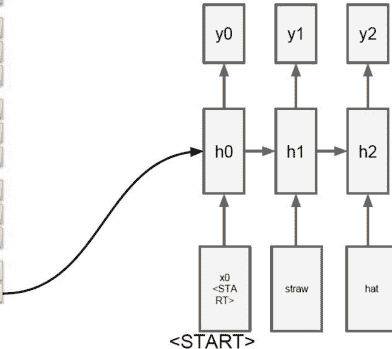 y0 y1 y2
h0 h1 h2
x0
<STA
RT>
straw
hat
<START>